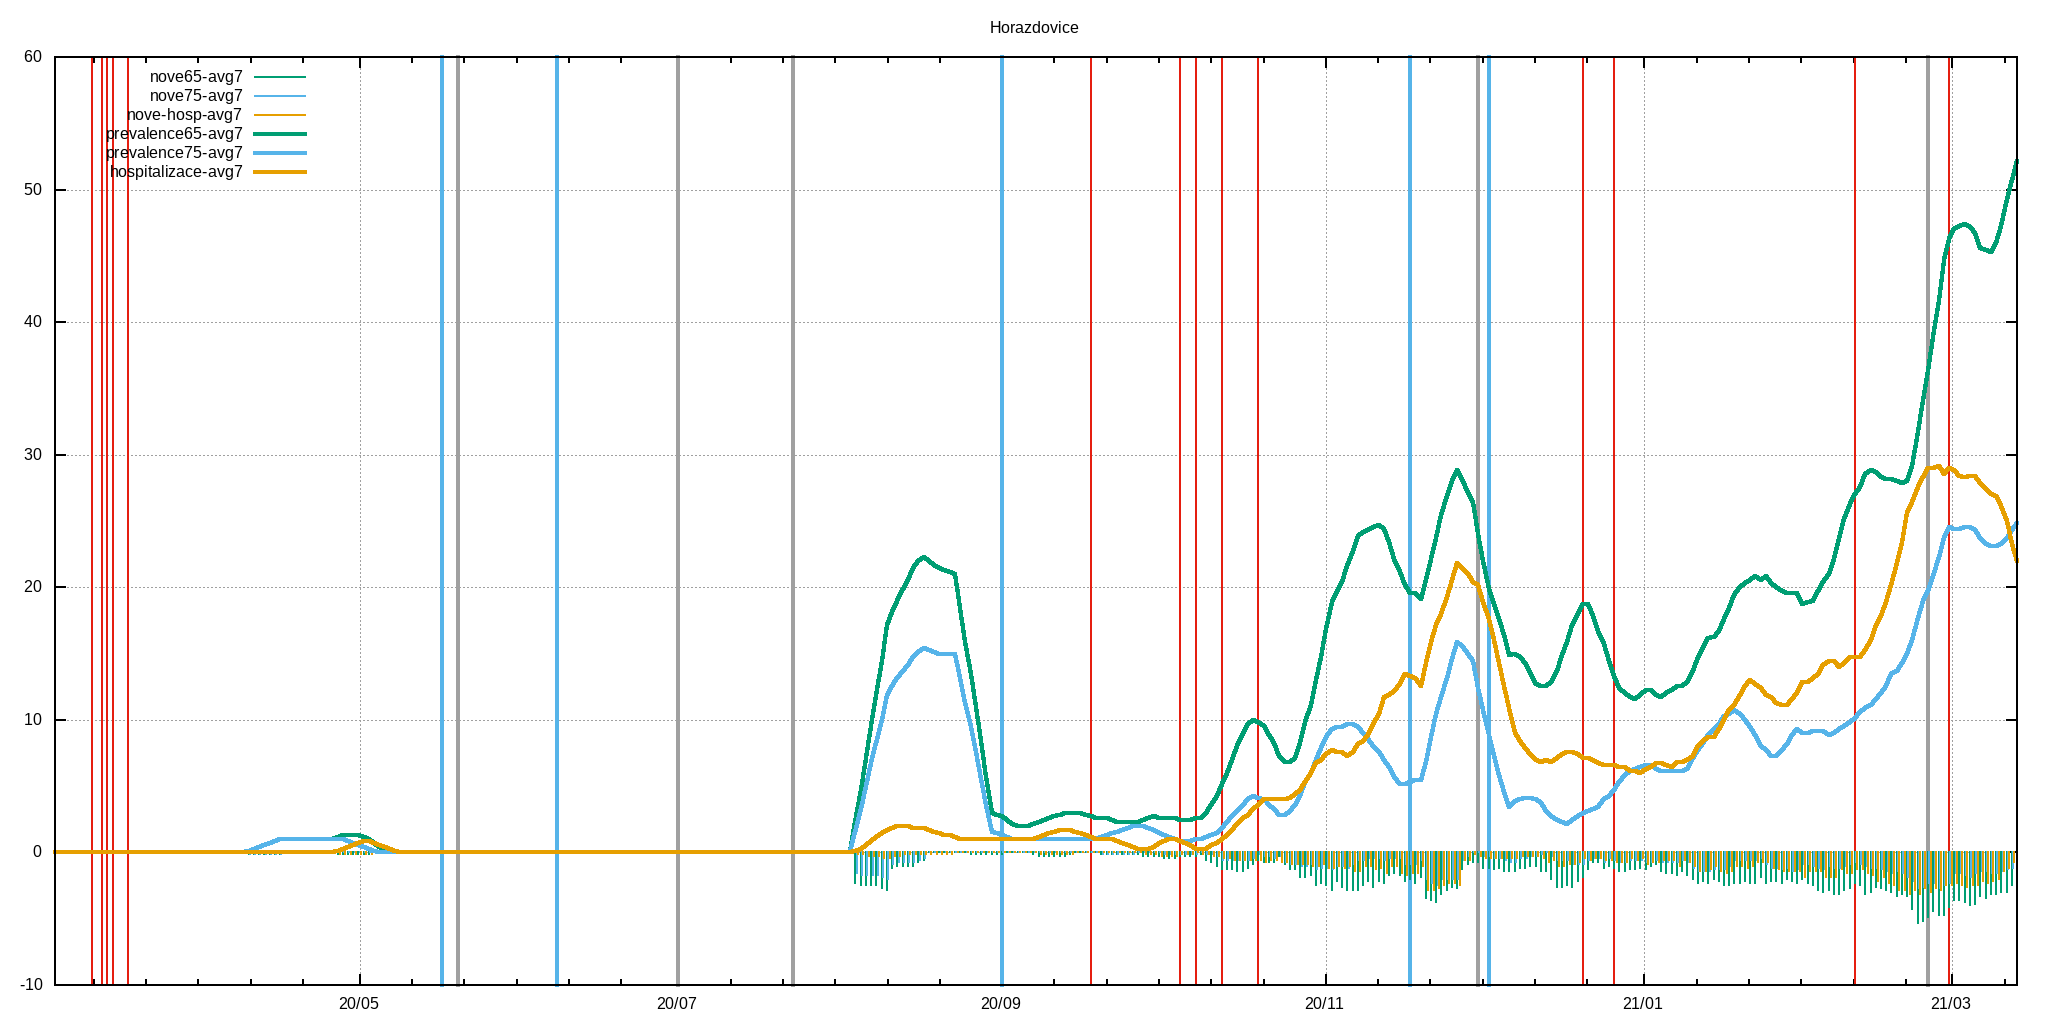 Horazdovice
60
50
40
30
20
10
0
-10
nove65-avg7
nove75-avg7
nove-hosp-avg7
prevalence65-avg7
prevalence75-avg7
hospitalizace-avg7
20/05 20/07 20/09 20/11 21/01 21/03